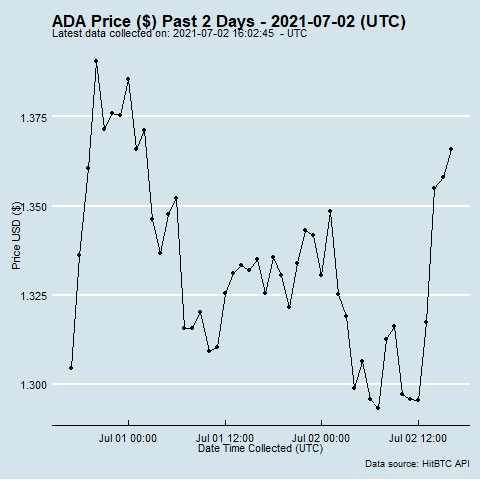 ADA Price ($) Past 2 Days - 2021-07-02 (UTC)
Latest data collected on: 2021-07-02 16:02:45  - UTC
1.375
1.350
1.325
1.300
Price USD ($)
Jul 01 00:00
Jul 01 12:00
Jul 02 00:00
Jul 02 12:00
Date Time Collected (UTC)
Data source: HitBTC API